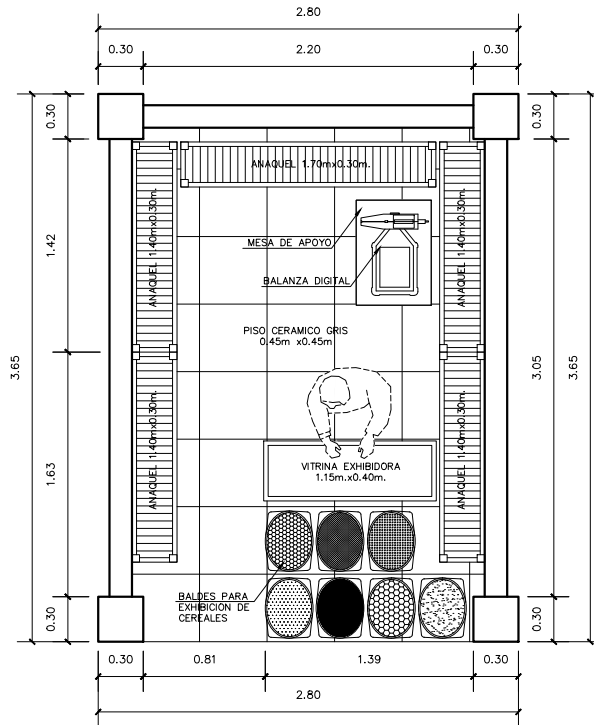 2.80
0.30
2.20
0.30
0.30
0.30
ANAQUEL 1.70mx0.30m.
ANAQUEL 1.40mx0.30m.
ANAQUEL 1.40mx0.30m.
1.42
MESA DE APOYO
BALANZA DIGITAL
PISO CERAMICO GRIS
0.45m x0.45m
3.65
3.05
3.65
ANAQUEL 1.40mx0.30m.
ANAQUEL 1.40mx0.30m.
1.63
VITRINA EXHIBIDORA
1.15m.x0.40m.
BALDES PARA
EXHIBICION DE
CEREALES
0.30
0.30
0.30
0.81
1.39
0.30
2.80